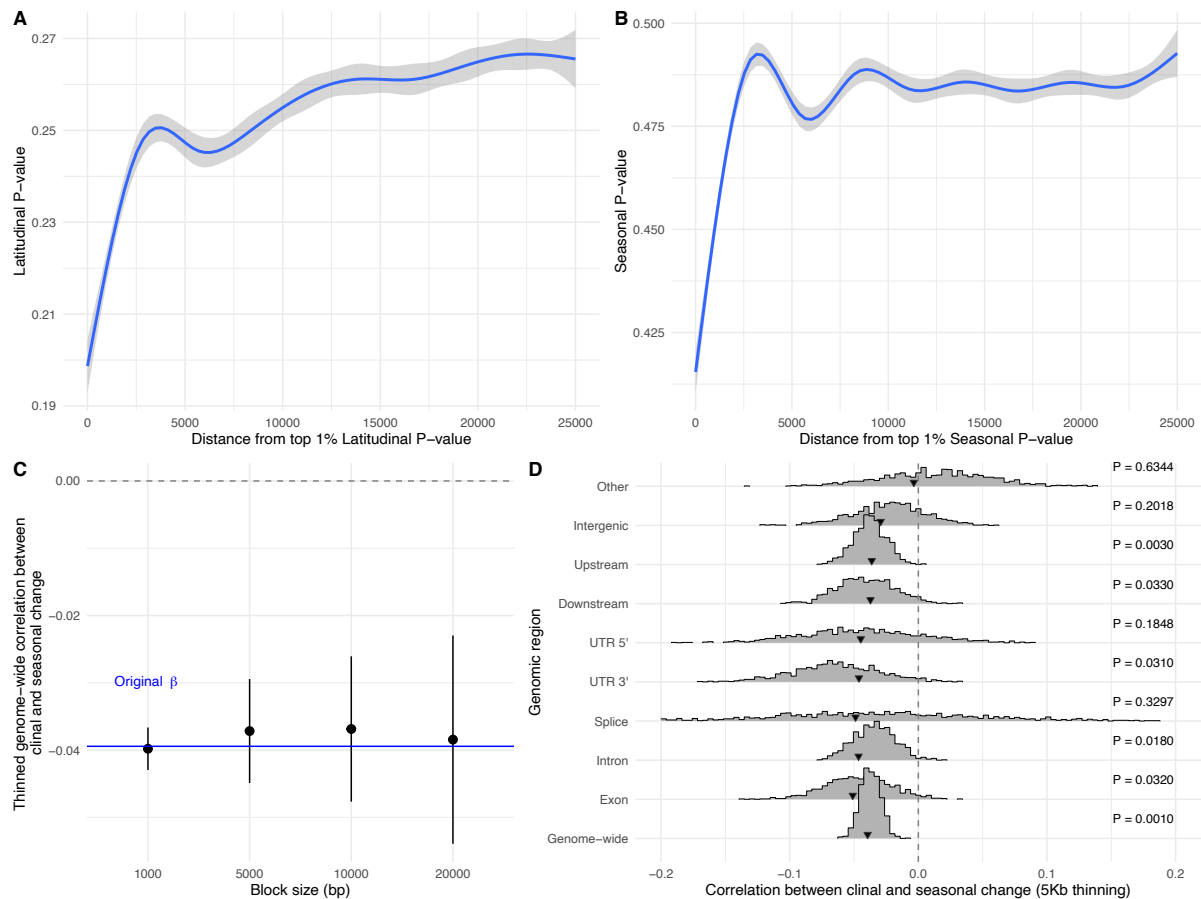 A
0.27
0.25
0.23
0.21
0.19
Latitudinal P−value
0
5000
10000
15000
20000
25000
Distance from top 1% Latitudinal P−value
B
0.500
0.475
0.450
0.425
Seasonal P−value
0
5000
10000
15000
20000
25000
Distance from top 1% Seasonal P−value
C
0.00
−0.02
−0.04
Thinned genome−wide correlation between
clinal and seasonal change
Original β
1000
5000
10000
20000
Block size (bp)
D
Genomic region
Other
P = 0.6344
Intergenic
P = 0.2018
Upstream
P = 0.0030
Downstream
P = 0.0330
UTR 5'
P = 0.1848
UTR 3'
P = 0.0310
Splice
P = 0.3297
Intron
P = 0.0180
Exon
P = 0.0320
Genome−wide
P = 0.0010
−0.2
−0.1
0.0
0.1
0.2
Correlation between clinal and seasonal change (5Kb thinning)